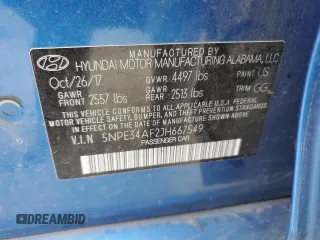 MANUFACTURED BY
HYUNDAI HYUNDAI MOTOR MANUFACTURING ALABAMA, LLC
Oct/26/17 GVWR 4497 lbs PAINT US
GAWR FRONT 2557 lbs GAWR REAR 2513 lbs TRIM GG
THIS VEHICLE CONFORMS TO ALL APPLICABLE
FEDERAL MOTOR VEHICLE SAFETY, BUMPER, AND THEFT
PREVENTION STANDARDS IN EFFECT ON THE DATE OF
MANUFACTURE SHOWN ABOVE.
V.I.N. 5NPE34AF2JH667549
PASSENGER CAR
© AUTOBIDMASTER